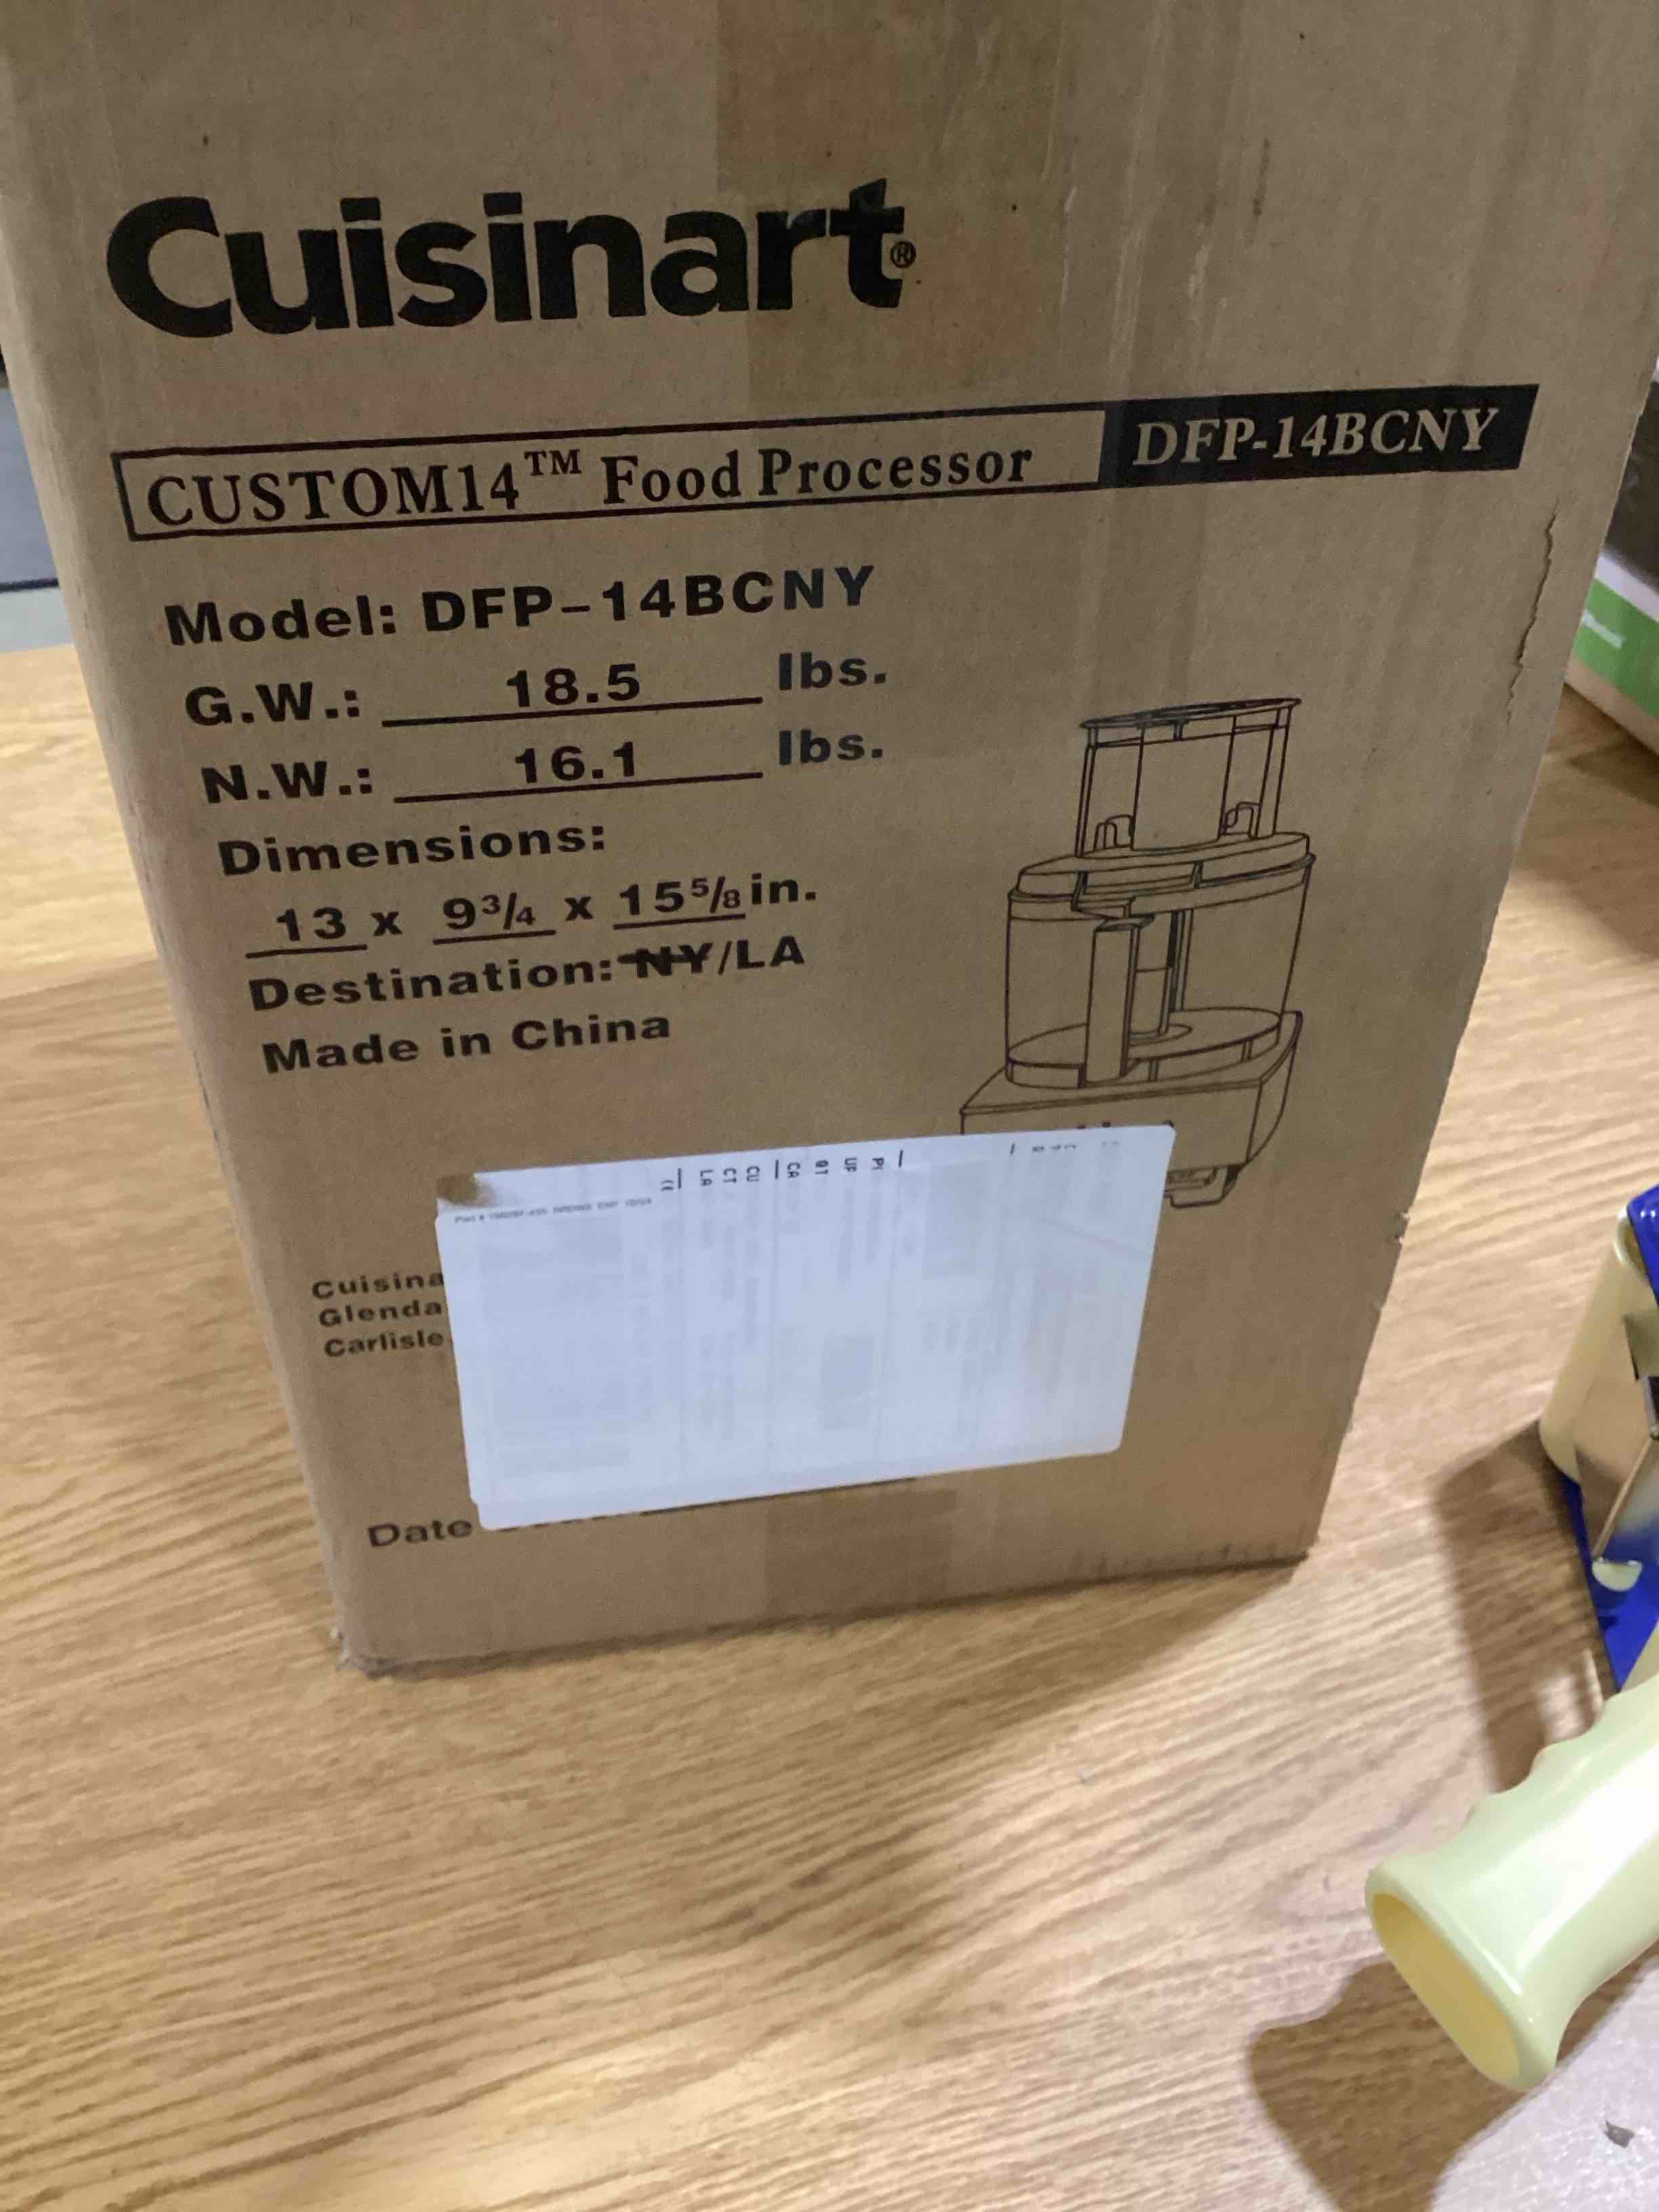 Cuisinart®
CUSTOM14™ Food Processor DFP-14BCNY
Model: DFP-14BCNY
G.W.: 18.5 lbs.
N.W.: 16.1 lbs.
Dimensions:
13 x 9¾ x 15⅝ in.
Destination: NY/LA
Made in China
Cuisina
Glenda
Carlisle
Date